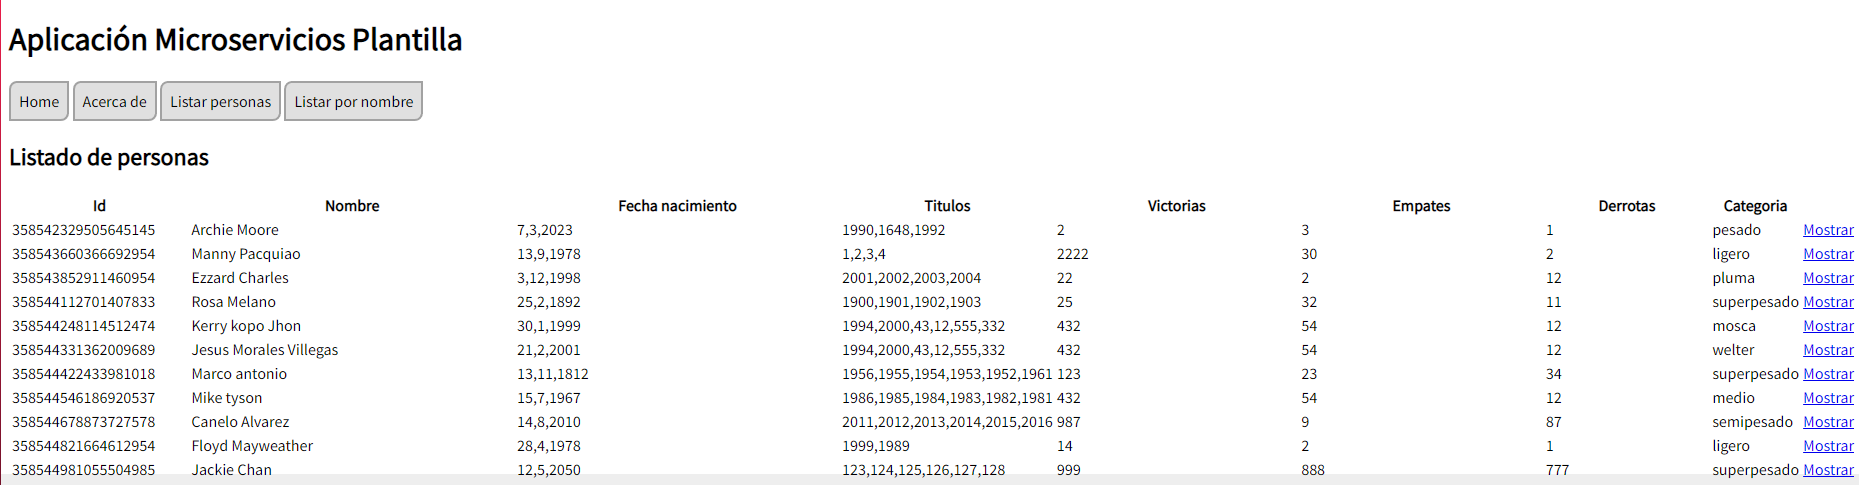 Aplicación Microservicios Plantilla
Home Acerca de Listar personas Listar por nombre
Listado de personas
Id Nombre Fecha nacimiento Titulos Victorias Empates Derrotas Categoria
358542329505645145 Archie Moore 7,3,2023 1990,1648,1992 2 3 1 pesado Mostrar
358543660366692954 Manny Pacquiao 13,9,1978 1,2,3,4 2222 30 2 ligero Mostrar
358543852911460954 Ezzard Charles 3,12,1998 2001,2002,2003,2004 22 2 12 pluma Mostrar
358544112701407833 Rosa Melano 25,2,1892 1900,1901,1902,1903 25 32 11 superpesado Mostrar
358544248114512474 Kerry kopo Jhon 30,1,1999 1994,2000,43,12,555,332 432 54 12 mosca Mostrar
358544331362009689 Jesus Morales Villegas 21,2,2001 1994,2000,43,12,555,332 432 54 12 welter Mostrar
358544422433981018 Marco antonio 13,11,1812 1956,1955,1954,1953,1952,1961 123 23 34 superpesado Mostrar
358544546186920537 Mike tyson 15,7,1967 1986,1985,1984,1983,1982,1981 432 54 12 medio Mostrar
358544678873727578 Canelo Alvarez 14,8,2010 2011,2012,2013,2014,2015,2016 987 9 87 semipesado Mostrar
358544821664612954 Floyd Mayweather 28,4,1978 1999,1989 14 2 1 ligero Mostrar
358544981055504985 Jackie Chan 12,5,2050 123,124,125,126,127,128 999 888 777 superpesado Mostrar